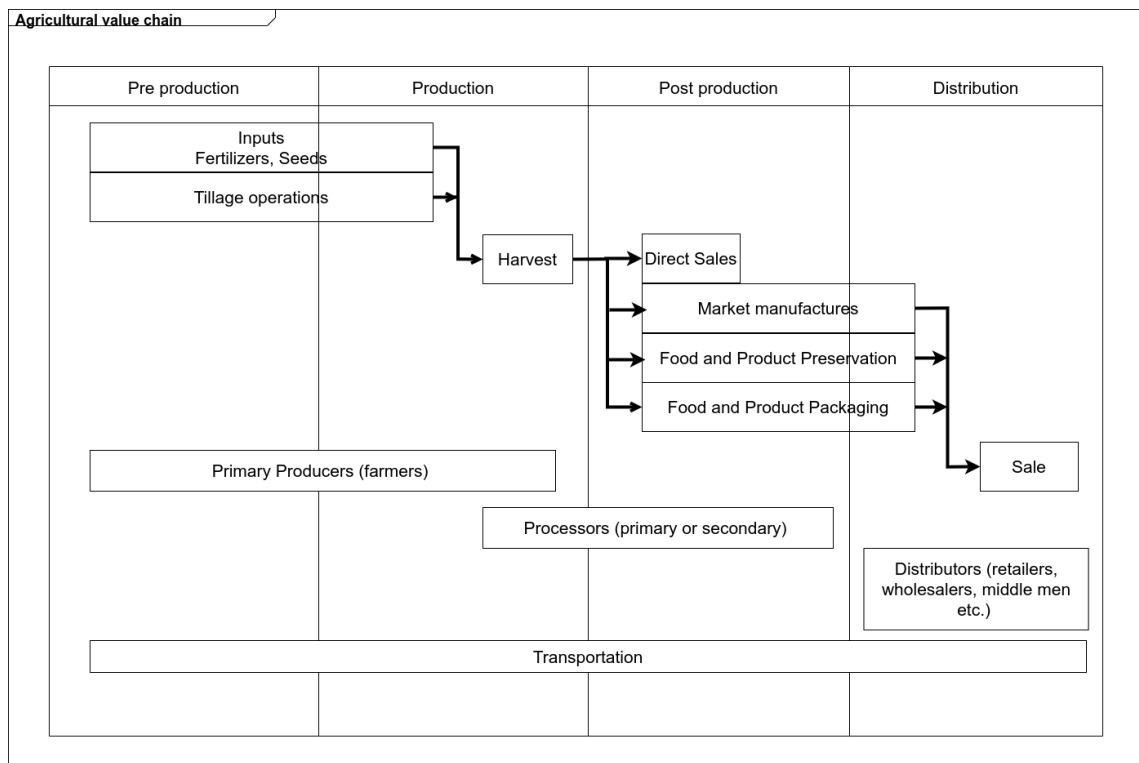 Agricultural value chain
Pre production
Production
Post production
Distribution
Inputs
Fertilizers, Seeds
Tillage operations
Harvest
Direct Sales
Market manufactures
Food and Product Preservation
Food and Product Packaging
Primary Producers (farmers)
Sale
Processors (primary or secondary)
Distributors (retailers,
wholesalers, middle men
etc.)
Transportation